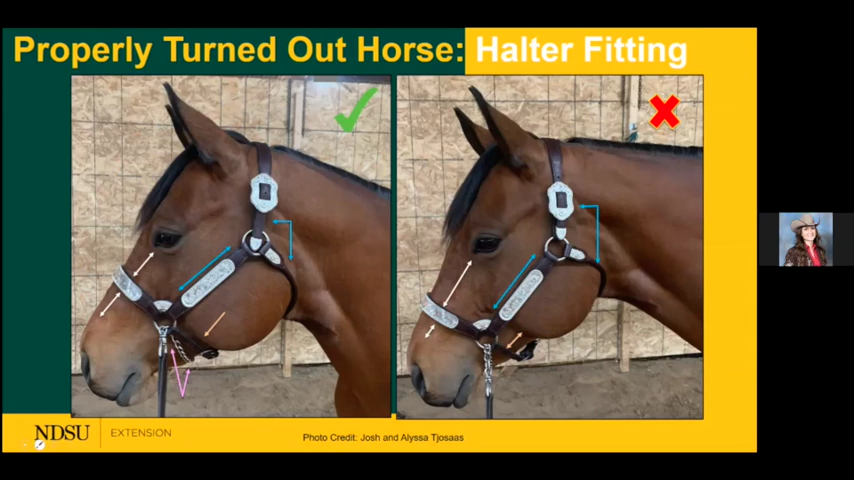 Properly Turned Out Horse: Halter Fitting
NDSU EXTENSION
Photo Credit: Josh and Alyssa Tjosaas